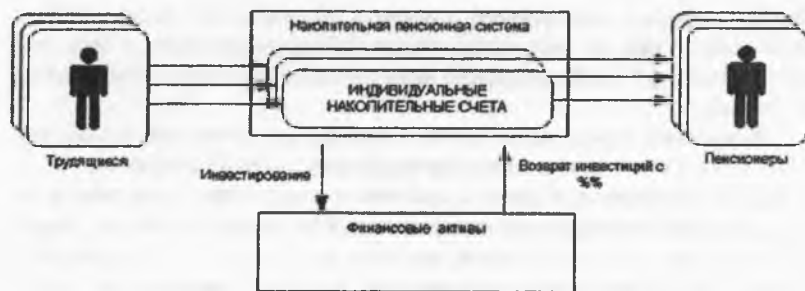 Накопительная пенсионная система
ИНДИВИДУАЛЬНЫЕ
НАКОПИТЕЛЬНЫЕ СЧЕТА
Трудящиеся
Пенсионеры
Инвестирование
Возврат инвестиций с
%%
Финансовые активы